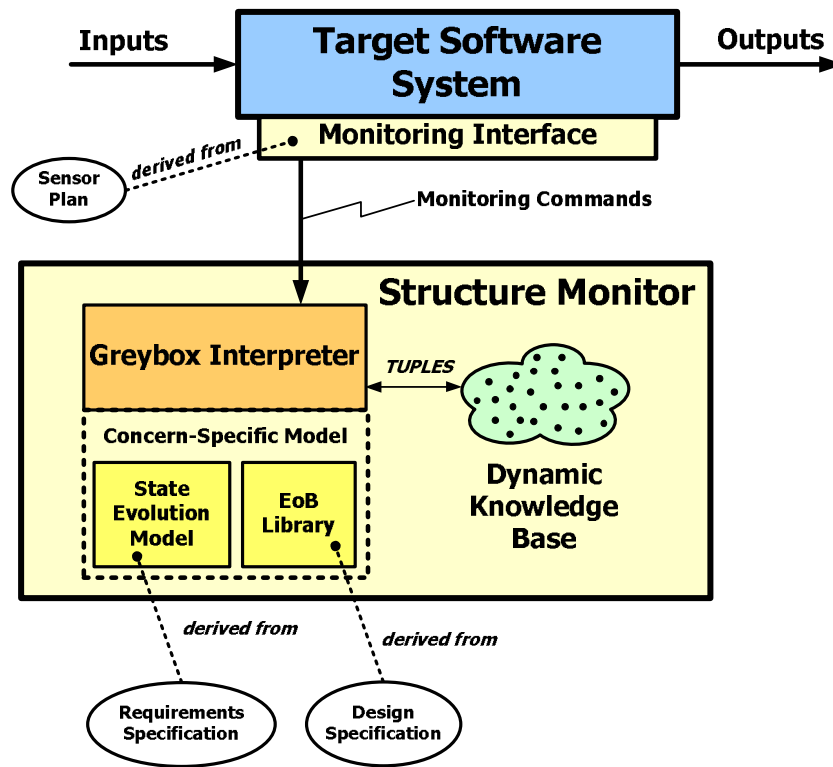 Inputs
Target Software
System
Outputs
Monitoring Interface
derived from
Sensor
Plan
Monitoring Commands
Structure Monitor
Greybox Interpreter
TUPLES
Concern-Specific Model
State
Evolution
Model
EoB
Library
Dynamic
Knowledge
Base
derived from
derived from
Requirements
Specification
Design
Specification